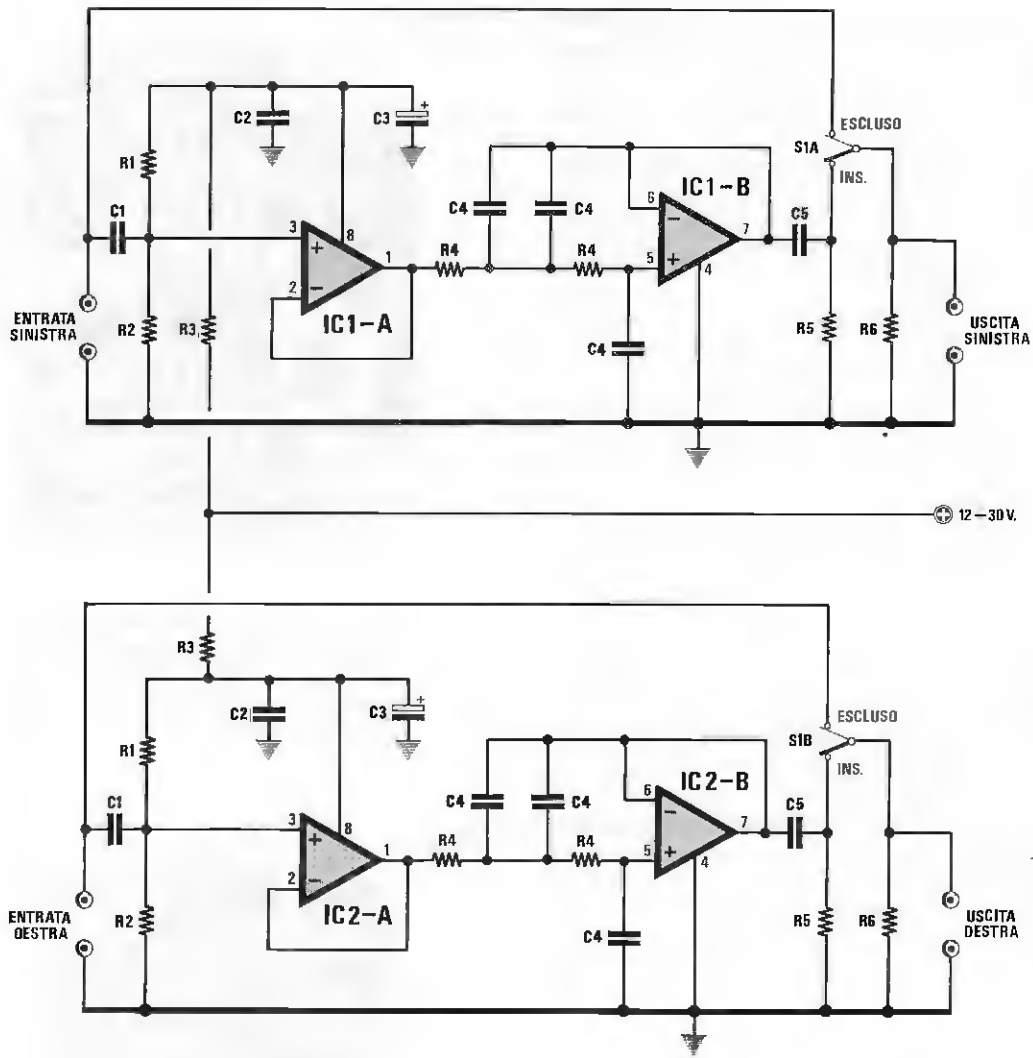 ESCLUSO
S1A
INS.
C2
C3
+
R1
C1
C4
C4
6
IC1-B
7
C5
3
8
-
+
1
R4
R4
5
+
4
2
-
IC1-A
ENTRATA
SINISTRA
R2
R3
C4
R5
R6
USCITA
SINISTRA
+ 12-30V.
R3
ESCLUSO
S1B
INS.
C2
C3
+
R1
C1
C4
C4
6
IC2-B
7
C5
3
8
-
+
1
R4
R4
5
+
4
2
-
IC2-A
ENTRATA
OESTRA
R2
C4
R5
R6
USCITA
DESTRA